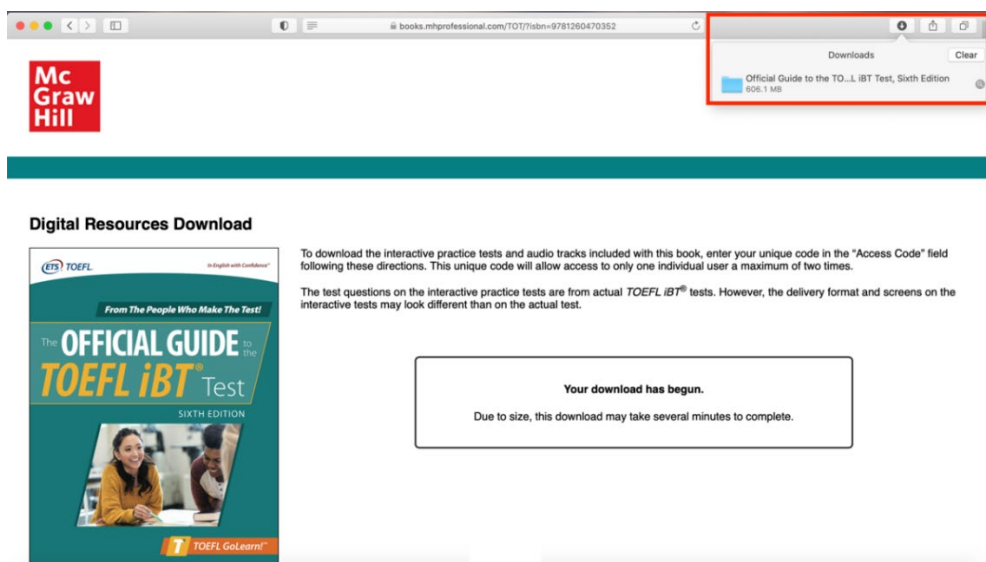 books.mhprofessional.com/TOT/?isbn=9781260470352
Downloads
Clear
Official Guide to the TO...L iBT Test, Sixth Edition
606.1 MB
Mc
Graw
Hill
Digital Resources Download
ETS TOEFL
In English with Confidence™
From The People Who Make The Test!
The OFFICIAL GUIDE to the
TOEFL iBT® Test
SIXTH EDITION
TOEFL GoLearn!™
To download the interactive practice tests and audio tracks included with this book, enter your unique code in the “Access Code” field
following these directions. This unique code will allow access to only one individual user a maximum of two times.
The test questions on the interactive practice tests are from actual TOEFL iBT® tests. However, the delivery format and screens on the
interactive tests may look different than on the actual test.
Your download has begun.
Due to size, this download may take several minutes to complete.